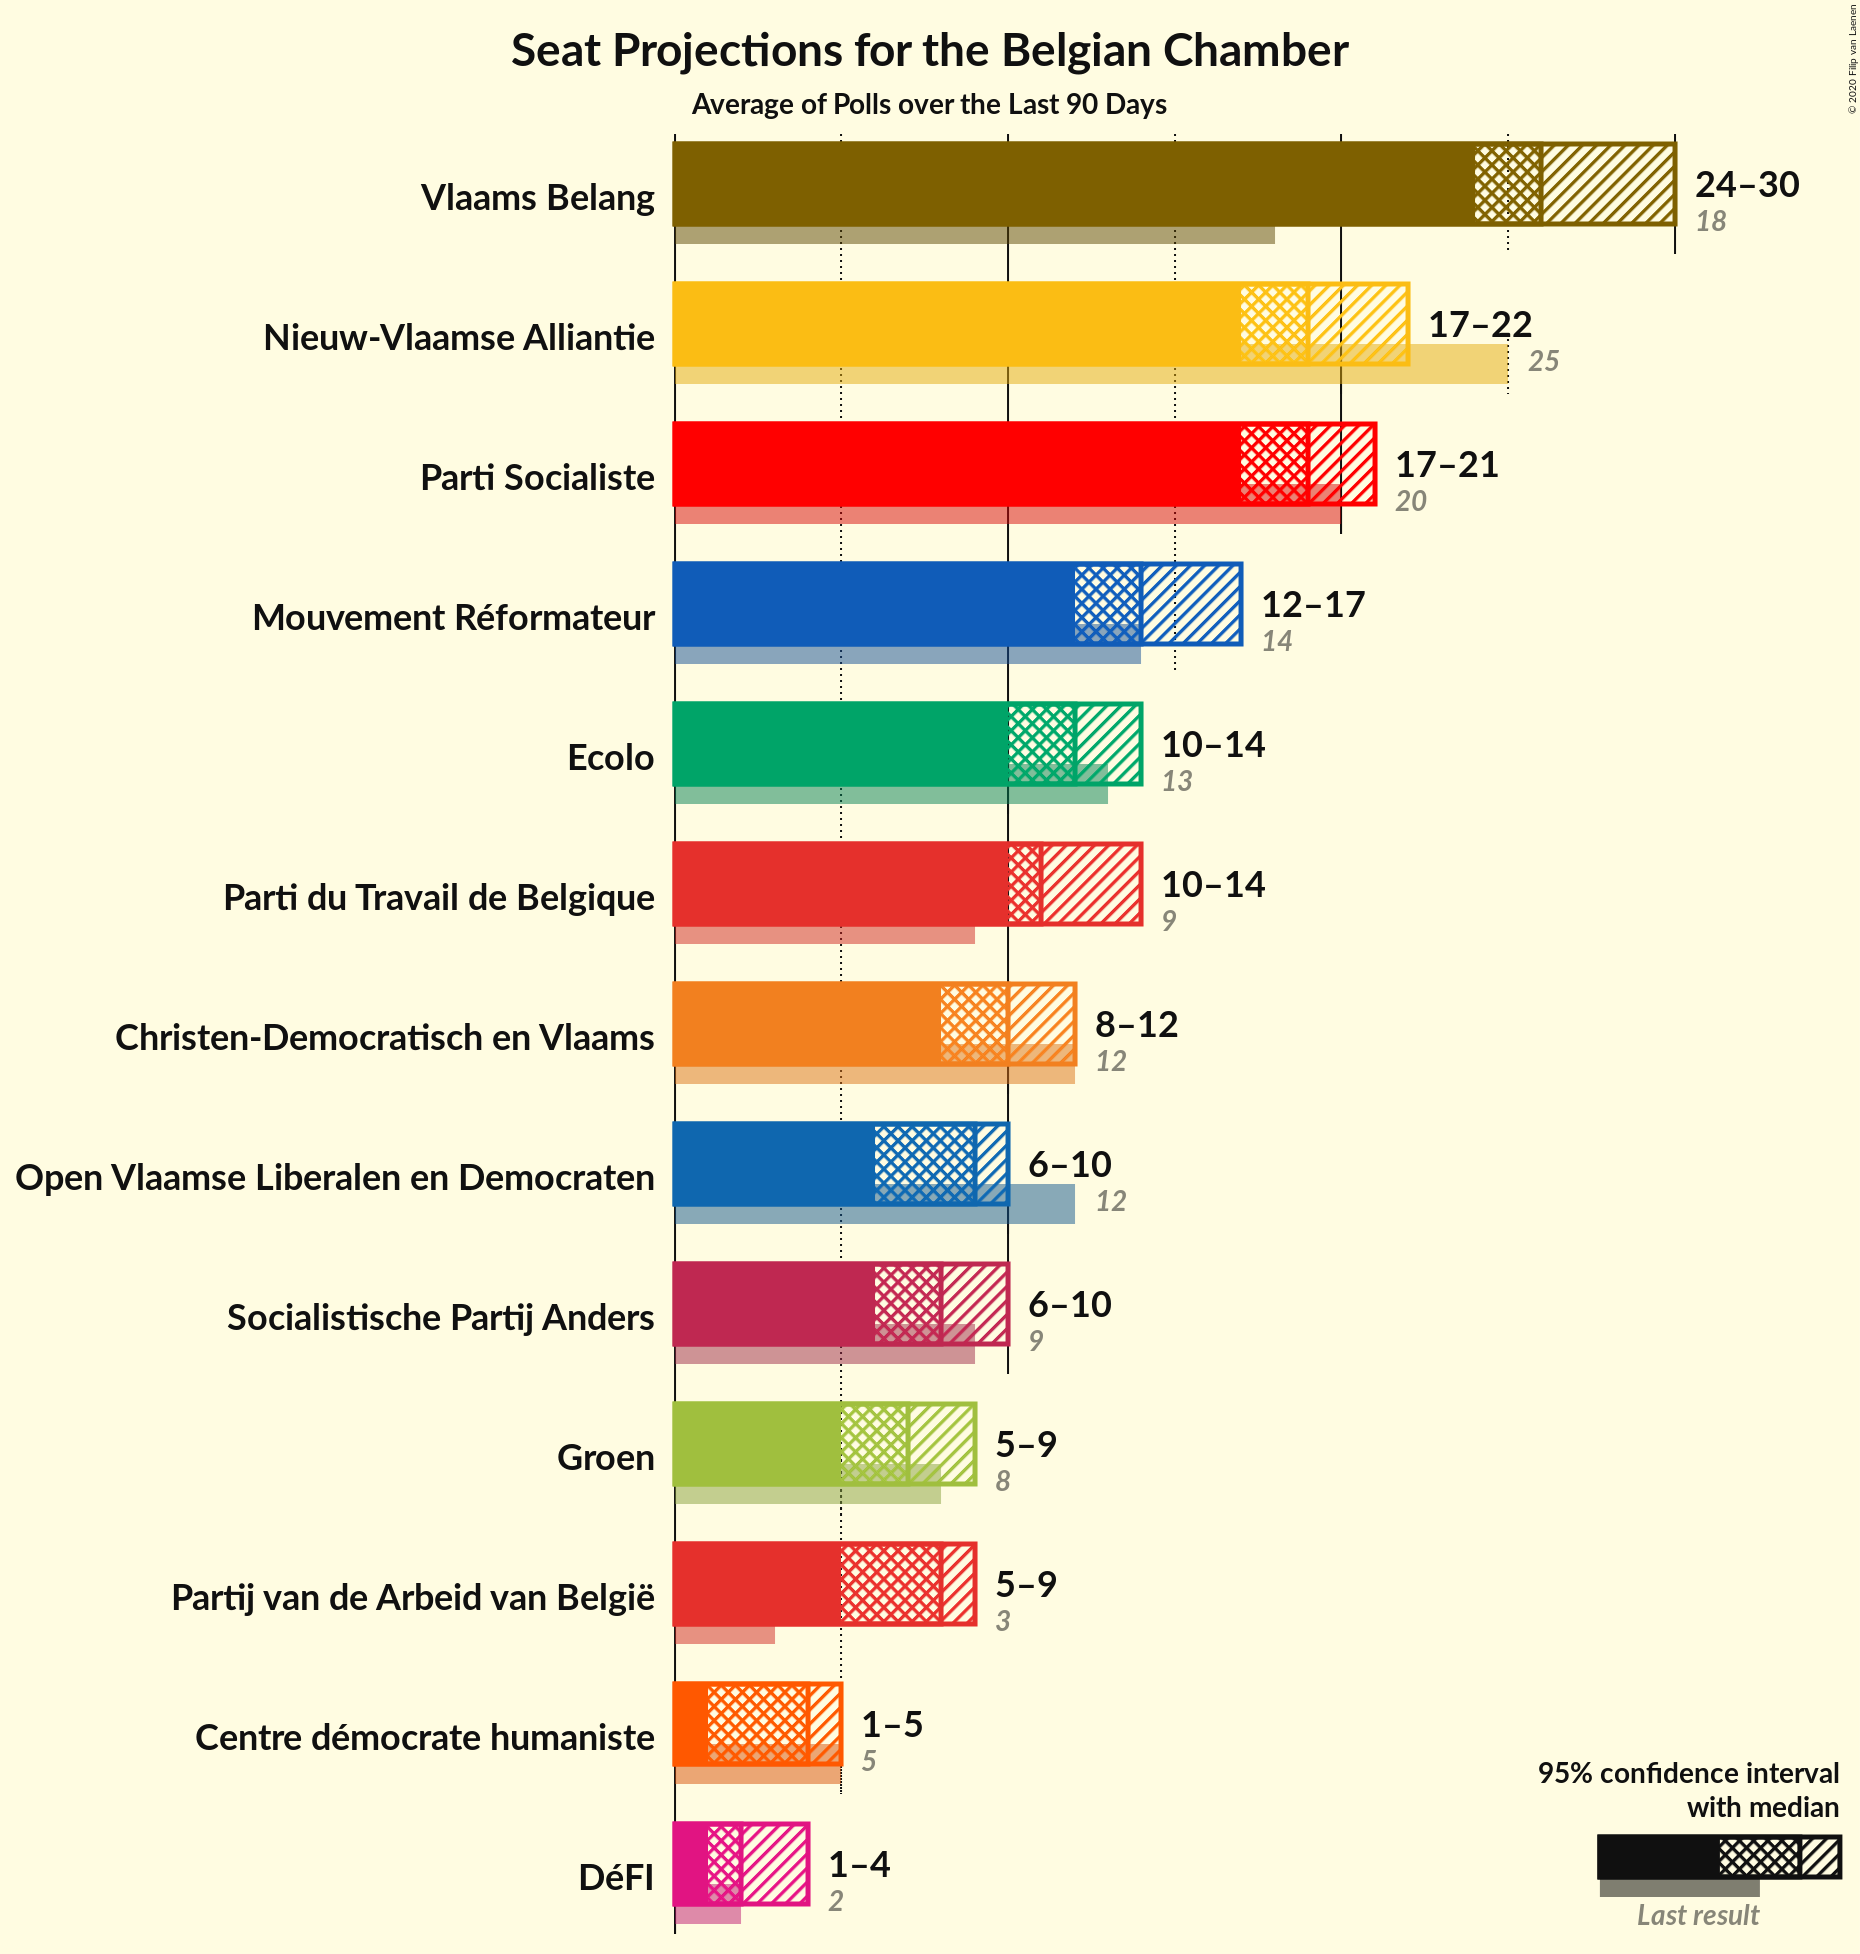 Seat Projections for the Belgian Chamber
Average of Polls over the Last 90 Days
© 2020 Filip van Laenen
Vlaams Belang
24–30
18
Nieuw-Vlaamse Alliantie
17–22
25
Parti Socialiste
17–21
20
Mouvement Réformateur
12–17
14
Ecolo
10–14
13
Parti du Travail de Belgique
10–14
9
Christen-Democratisch en Vlaams
8–12
12
Open Vlaamse Liberalen en Democraten
6–10
12
Socialistische Partij Anders
6–10
9
Groen
5–9
8
Partij van de Arbeid van België
5–9
3
Centre démocrate humaniste
1–5
5
DéFI
1–4
2
95% confidence interval
with median
Last result